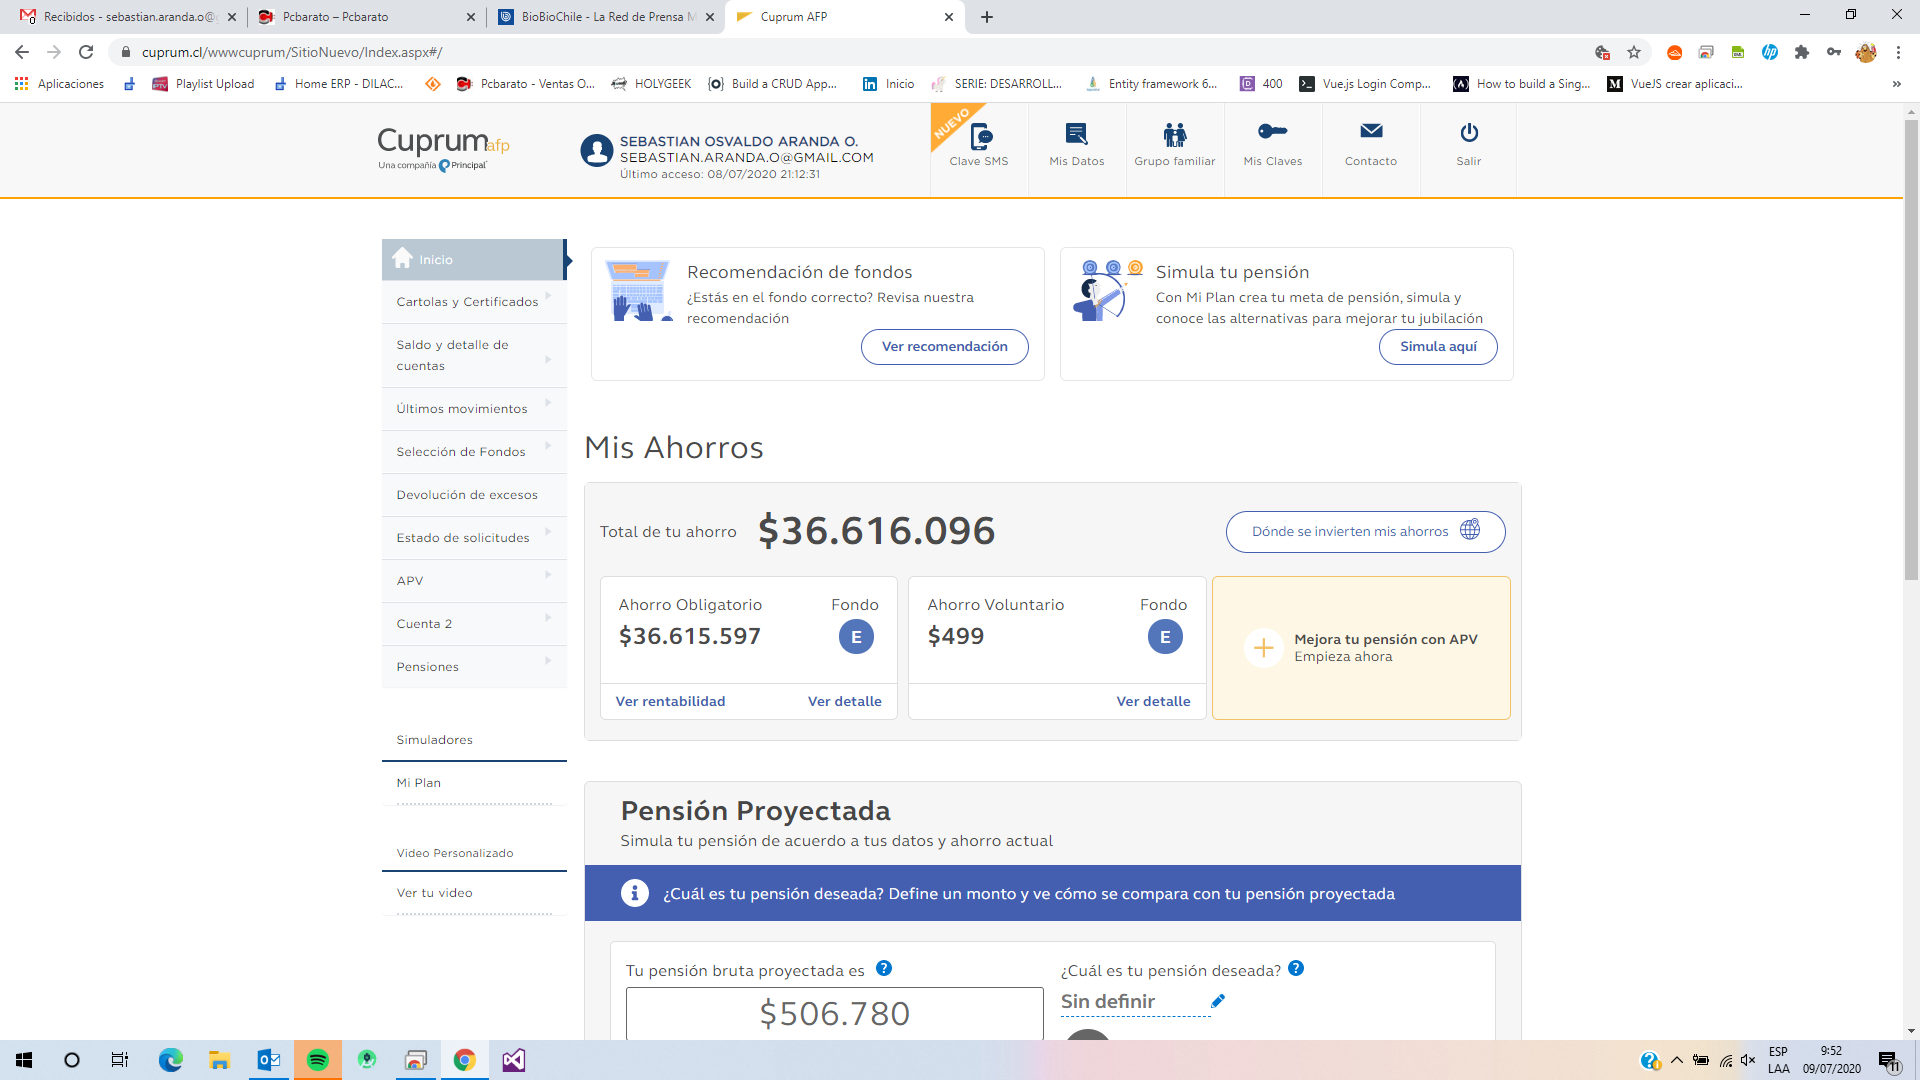 Recibidos - sebastian.aranda.o@
Pcbarato – Pcbarato
BioBioChile - La Red de Prensa M
Cuprum AFP
cuprum.cl/wwwcuprum/SitioNuevo/Index.aspx#/
Aplicaciones
Playlist Upload
Home ERP - DILAC...
Pcbarato - Ventas O...
HOLYGEEK
Build a CRUD App...
Inicio
SERIE: DESARROLL...
Entity framework 6...
400
Vue.js Login Comp...
How to build a Sing...
VueJS crear aplicaci...
»
Cuprum afp
Una compañía Principal
SEBASTIAN OSVALDO ARANDA O.
SEBASTIAN.ARANDA.O@GMAIL.COM
Último acceso: 08/07/2020 21:12:31
NUEVO
Clave SMS
Mis Datos
Grupo familiar
Mis Claves
Contacto
Salir
Inicio
Cartolas y Certificados
Saldo y detalle de
cuentas
Últimos movimientos
Selección de Fondos
Devolución de excesos
Estado de solicitudes
APV
Cuenta 2
Pensiones
Simuladores
Mi Plan
Video Personalizado
Ver tu video
Recomendación de fondos
¿Estás en el fondo correcto? Revisa nuestra
recomendación
Ver recomendación
Simula tu pensión
Con Mi Plan crea tu meta de pensión, simula y
conoce las alternativas para mejorar tu jubilación
Simula aquí
Mis Ahorros
Total de tu ahorro $36.616.096
Dónde se invierten mis ahorros
Ahorro Obligatorio Fondo
$36.615.597 E
Ver rentabilidad Ver detalle
Ahorro Voluntario Fondo
$499 E
Ver detalle
Mejora tu pensión con APV
Empieza ahora
Pensión Proyectada
Simula tu pensión de acuerdo a tus datos y ahorro actual
¿Cuál es tu pensión deseada? Define un monto y ve cómo se compara con tu pensión proyectada
Tu pensión bruta proyectada es ?
$506.780
¿Cuál es tu pensión deseada? ?
Sin definir
ESP
LAA
9:52
09/07/2020
11